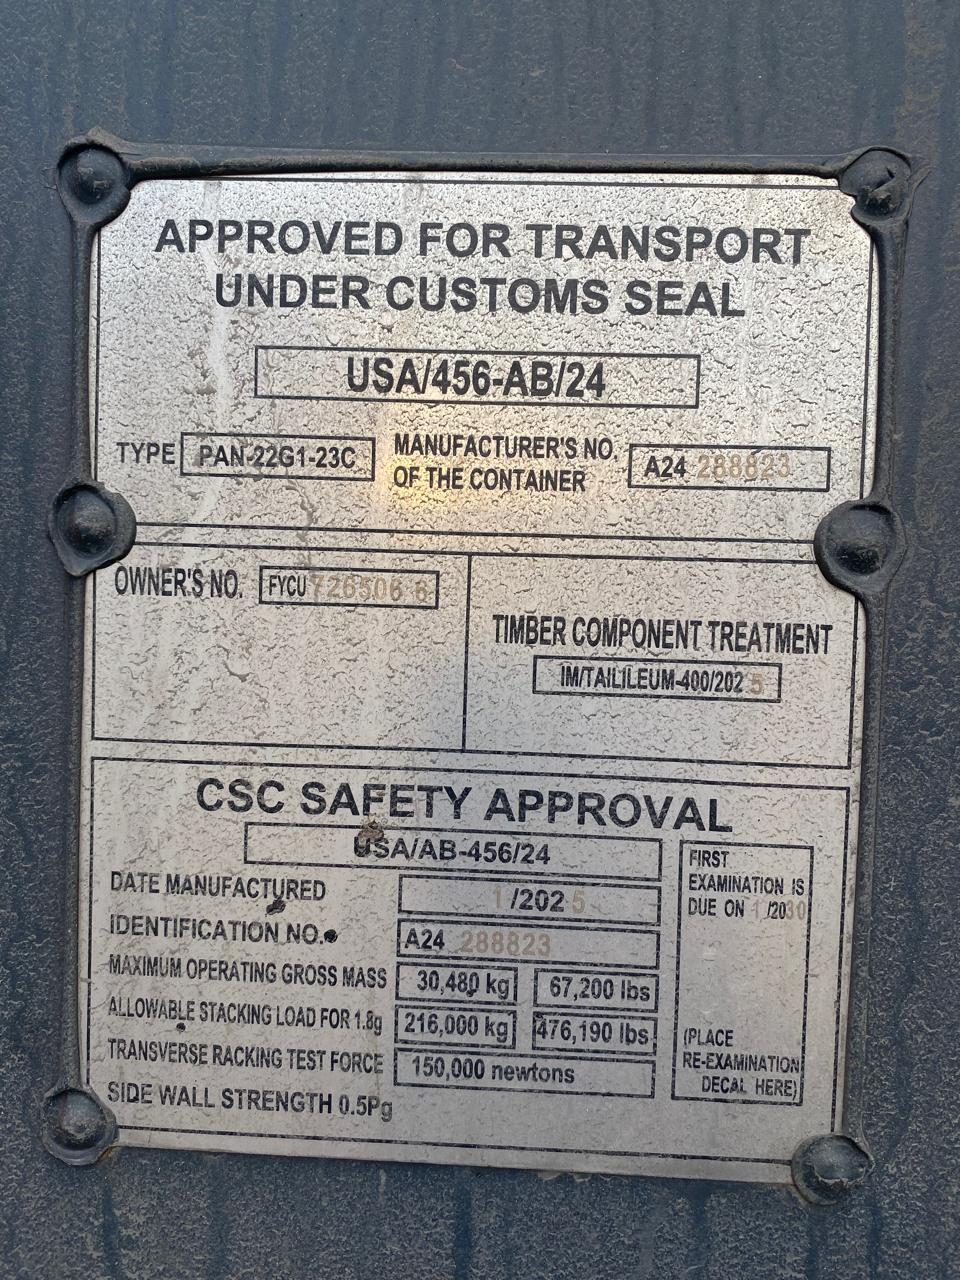 APPROVED FOR TRANSPORT
UNDER CUSTOMS SEAL
USA/456-AB/24
TYPE PAN-22G1-23C MANUFACTURER'S NO. OF THE CONTAINER A24 288823
OWNER'S NO. FYCU 726506 6
TIMBER COMPONENT TREATMENT
IM/TAILILEUM-400/2025
CSC SAFETY APPROVAL
USA/AB-456/24
DATE MANUFACTURED 1/2025
IDENTIFICATION NO. A24 288823
MAXIMUM OPERATING GROSS MASS 30,480 kg 67,200 lbs
ALLOWABLE STACKING LOAD FOR 1.8g 216,000 kg 476,190 lbs
TRANSVERSE RACKING TEST FORCE 150,000 newtons
SIDE WALL STRENGTH 0.5Pg
FIRST
EXAMINATION IS
DUE ON 1/2030
(PLACE
RE-EXAMINATION
DECAL HERE)